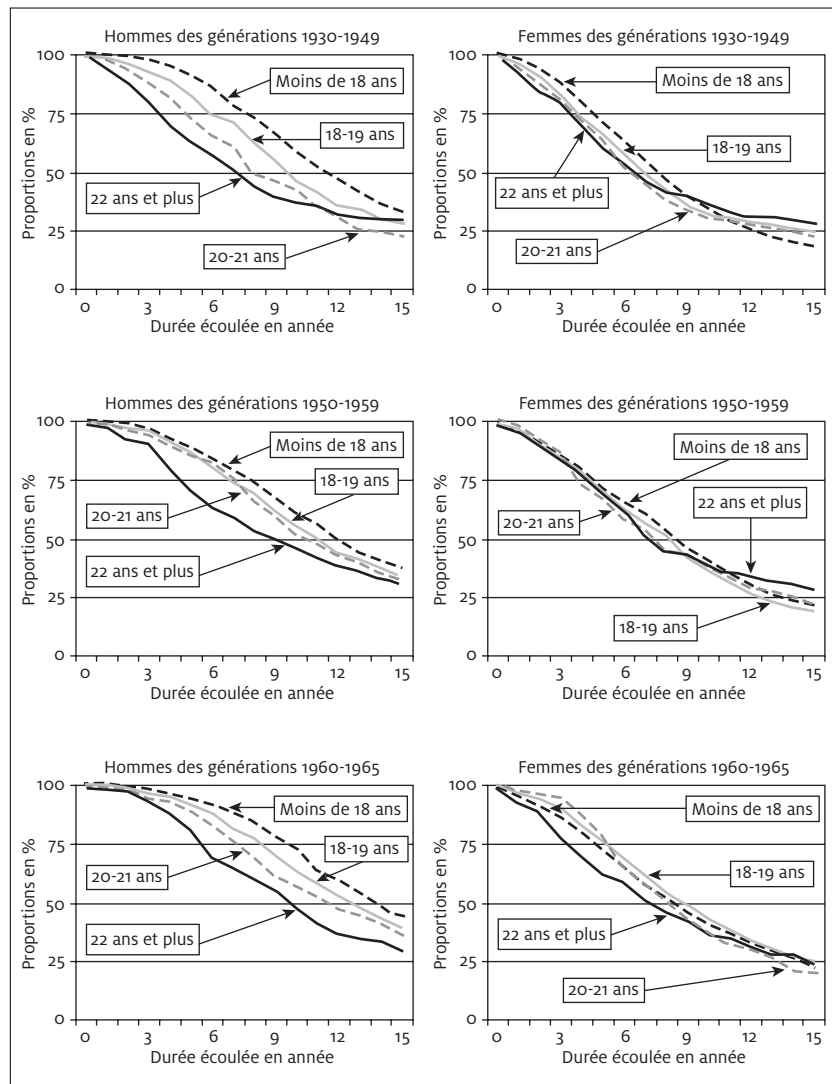 Hommes des générations 1930-1949
Proportions en %
100
75
50
25
0
Moins de 18 ans
18-19 ans
22 ans et plus
20-21 ans
0 3 6 9 12 15
Durée écoulée en année
Femmes des générations 1930-1949
Proportions en %
100
75
50
25
0
Moins de 18 ans
18-19 ans
22 ans et plus
20-21 ans
0 3 6 9 12 15
Durée écoulée en année
Hommes des générations 1950-1959
Proportions en %
100
75
50
25
0
Moins de 18 ans
18-19 ans
20-21 ans
22 ans et plus
0 3 6 9 12 15
Durée écoulée en année
Femmes des générations 1950-1959
Proportions en %
100
75
50
25
0
Moins de 18 ans
22 ans et plus
20-21 ans
18-19 ans
0 3 6 9 12 15
Durée écoulée en année
Hommes des générations 1960-1965
Proportions en %
100
75
50
25
0
Moins de 18 ans
18-19 ans
20-21 ans
22 ans et plus
0 3 6 9 12 15
Durée écoulée en année
Femmes des générations 1960-1965
Proportions en %
100
75
50
25
0
Moins de 18 ans
18-19 ans
22 ans et plus
20-21 ans
0 3 6 9 12 15
Durée écoulée en année